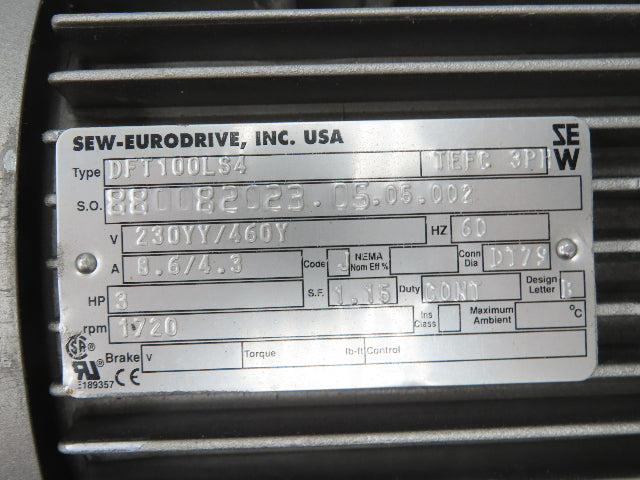 SEW-EURODRIVE, INC. USA SEW
Type DFT100LS4 TEFC 3PH
S.O. 880082023.05.05.002
V 230YY/460Y HZ 60
A 8.6/4.3 Code J NEMA Nom Eff % Conn Dia DT79
HP 3 S.F. 1.15 Duty CONT Design Letter B
rpm 1720 Ins Class Maximum Ambient °C
Brake V Torque lb-ft Control
E189357 CE